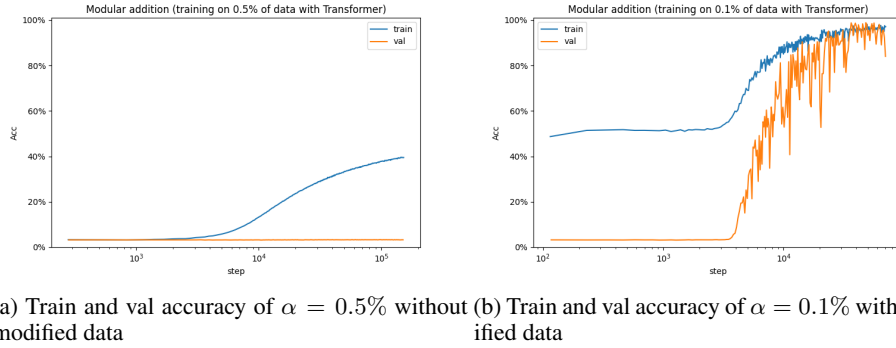 Modular addition (training on 0.5% of data with Transformer)
100%
80%
60%
40%
20%
0%
Acc
train
val
10³
10⁴
10⁵
step
Modular addition (training on 0.1% of data with Transformer)
100%
80%
60%
40%
20%
0%
Acc
train
val
10²
10³
10⁴
step
a) Train and val accuracy of α = 0.5% without
modified data
(b) Train and val accuracy of α = 0.1% with
ified data